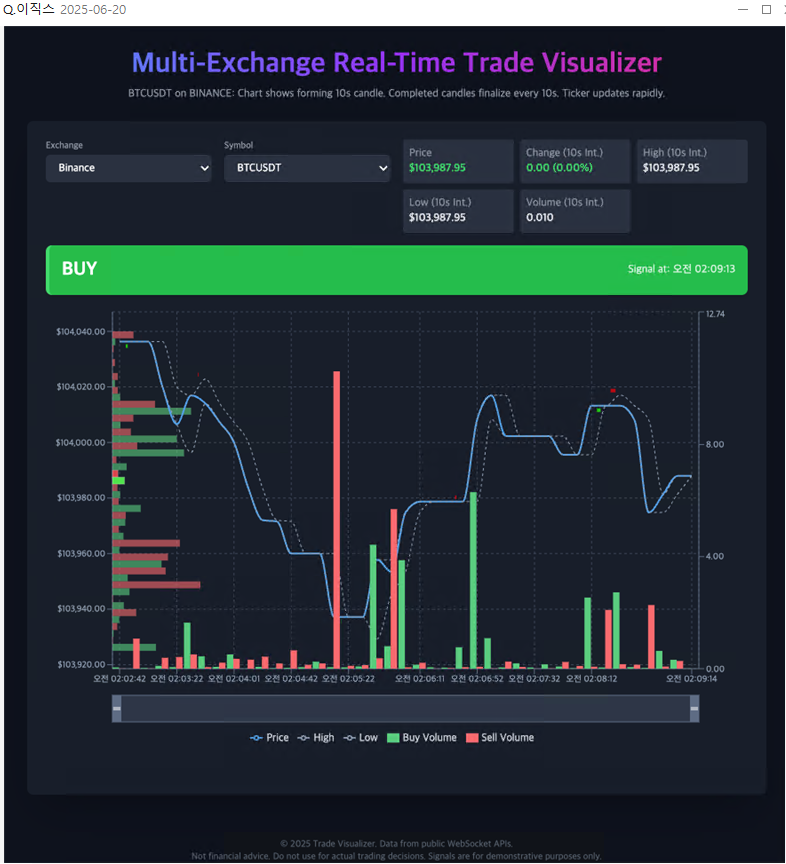 Q.이직스 2025-06-20
Multi-Exchange Real-Time Trade Visualizer
BTCUSDT on BINANCE: Chart shows forming 10s candle. Completed candles finalize every 10s. Ticker updates rapidly.
Exchange
Binance
Symbol
BTCUSDT
Price
$103,987.95
Change (10s Int.)
0.00 (0.00%)
High (10s Int.)
$103,987.95
Low (10s Int.)
$103,987.95
Volume (10s Int.)
0.010
BUY
Signal at: 오전 02:09:13
$104,040.00
$104,020.00
$104,000.00
$103,980.00
$103,960.00
$103,940.00
$103,920.00
12.74
8.00
4.00
0.00
오전 02:02:42 오전 02:03:22 오전 02:04:01 오전 02:04:42 오전 02:05:22 오전 02:06:11 오전 02:06:52 오전 02:07:32 오전 02:08:12 오전 02:09:14
Price High Low Buy Volume Sell Volume
© 2025 Trade Visualizer. Data from public WebSocket APIs.
Not financial advice. Do not use for actual trading decisions. Signals are for demonstrative purposes only.